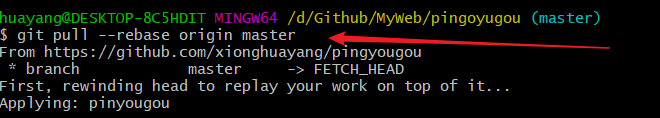 huayang@DESKTOP-8C5HDIT MINGW64 /d/Github/MyWeb/pingoyugou (master)
$ git pull --rebase origin master
From https://github.com/xionghuayang/pingyougou
 * branch            master     -> FETCH_HEAD
First, rewinding head to replay your work on top of it...
Applying: pinyougou